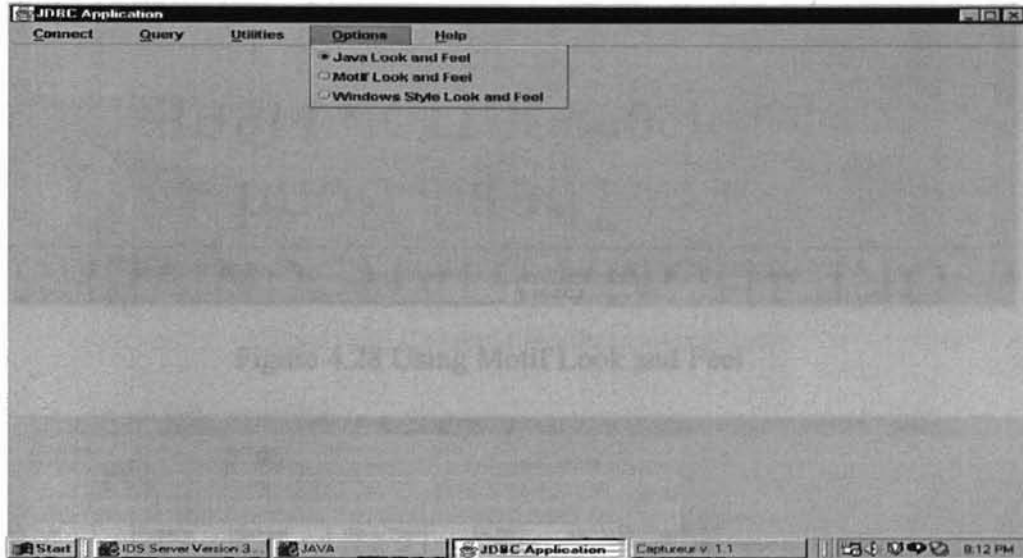 JDBC Application
Connect Query Utilities Options Help
Java Look and Feel
Motif Look and Feel
Windows Style Look and Feel
Figure 4.28 Using Motif Look and Feel
Start IDS Server Version 3... JAVA JDBC Application Captureur v. 1.1 8:12 PM